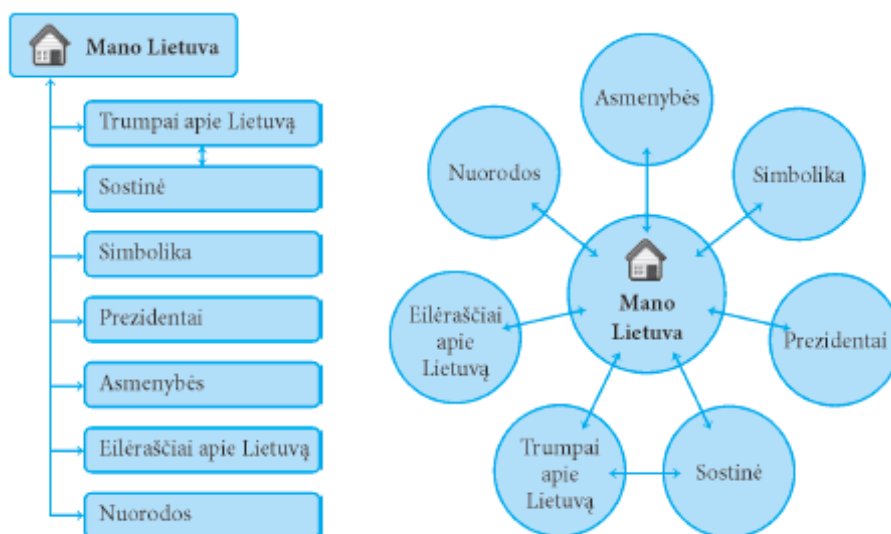 Mano Lietuva
Trumpai apie Lietuvą
Sostinė
Simbolika
Prezidentai
Asmenybės
Eilėraščiai apie Lietuvą
Nuorodos
Asmenybės
Nuorodos
Simbolika
Mano
Lietuva
Eilėraščiai
apie
Lietuvą
Prezidentai
Trumpai
apie
Lietuvą
Sostinė